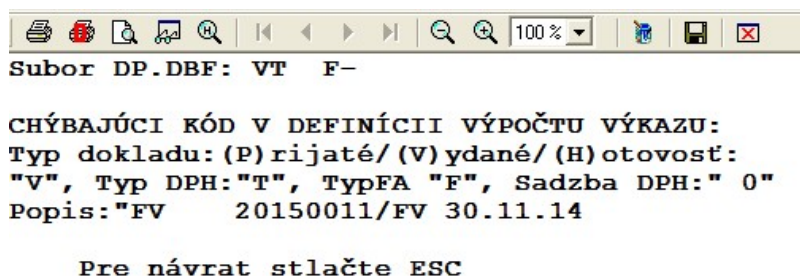 100 %
Subor DP.DBF: VT  F-
CHÝBAJÚCI KÓD V DEFINÍCII VÝPOČTU VÝKAZU:
Typ dokladu:(P)rijaté/(V)ydané/(H)otovosť:
"V", Typ DPH:"T", TypFA "F", Sadzba DPH:" 0"
Popis:"FV    20150011/FV 30.11.14
Pre návrat stlačte ESC